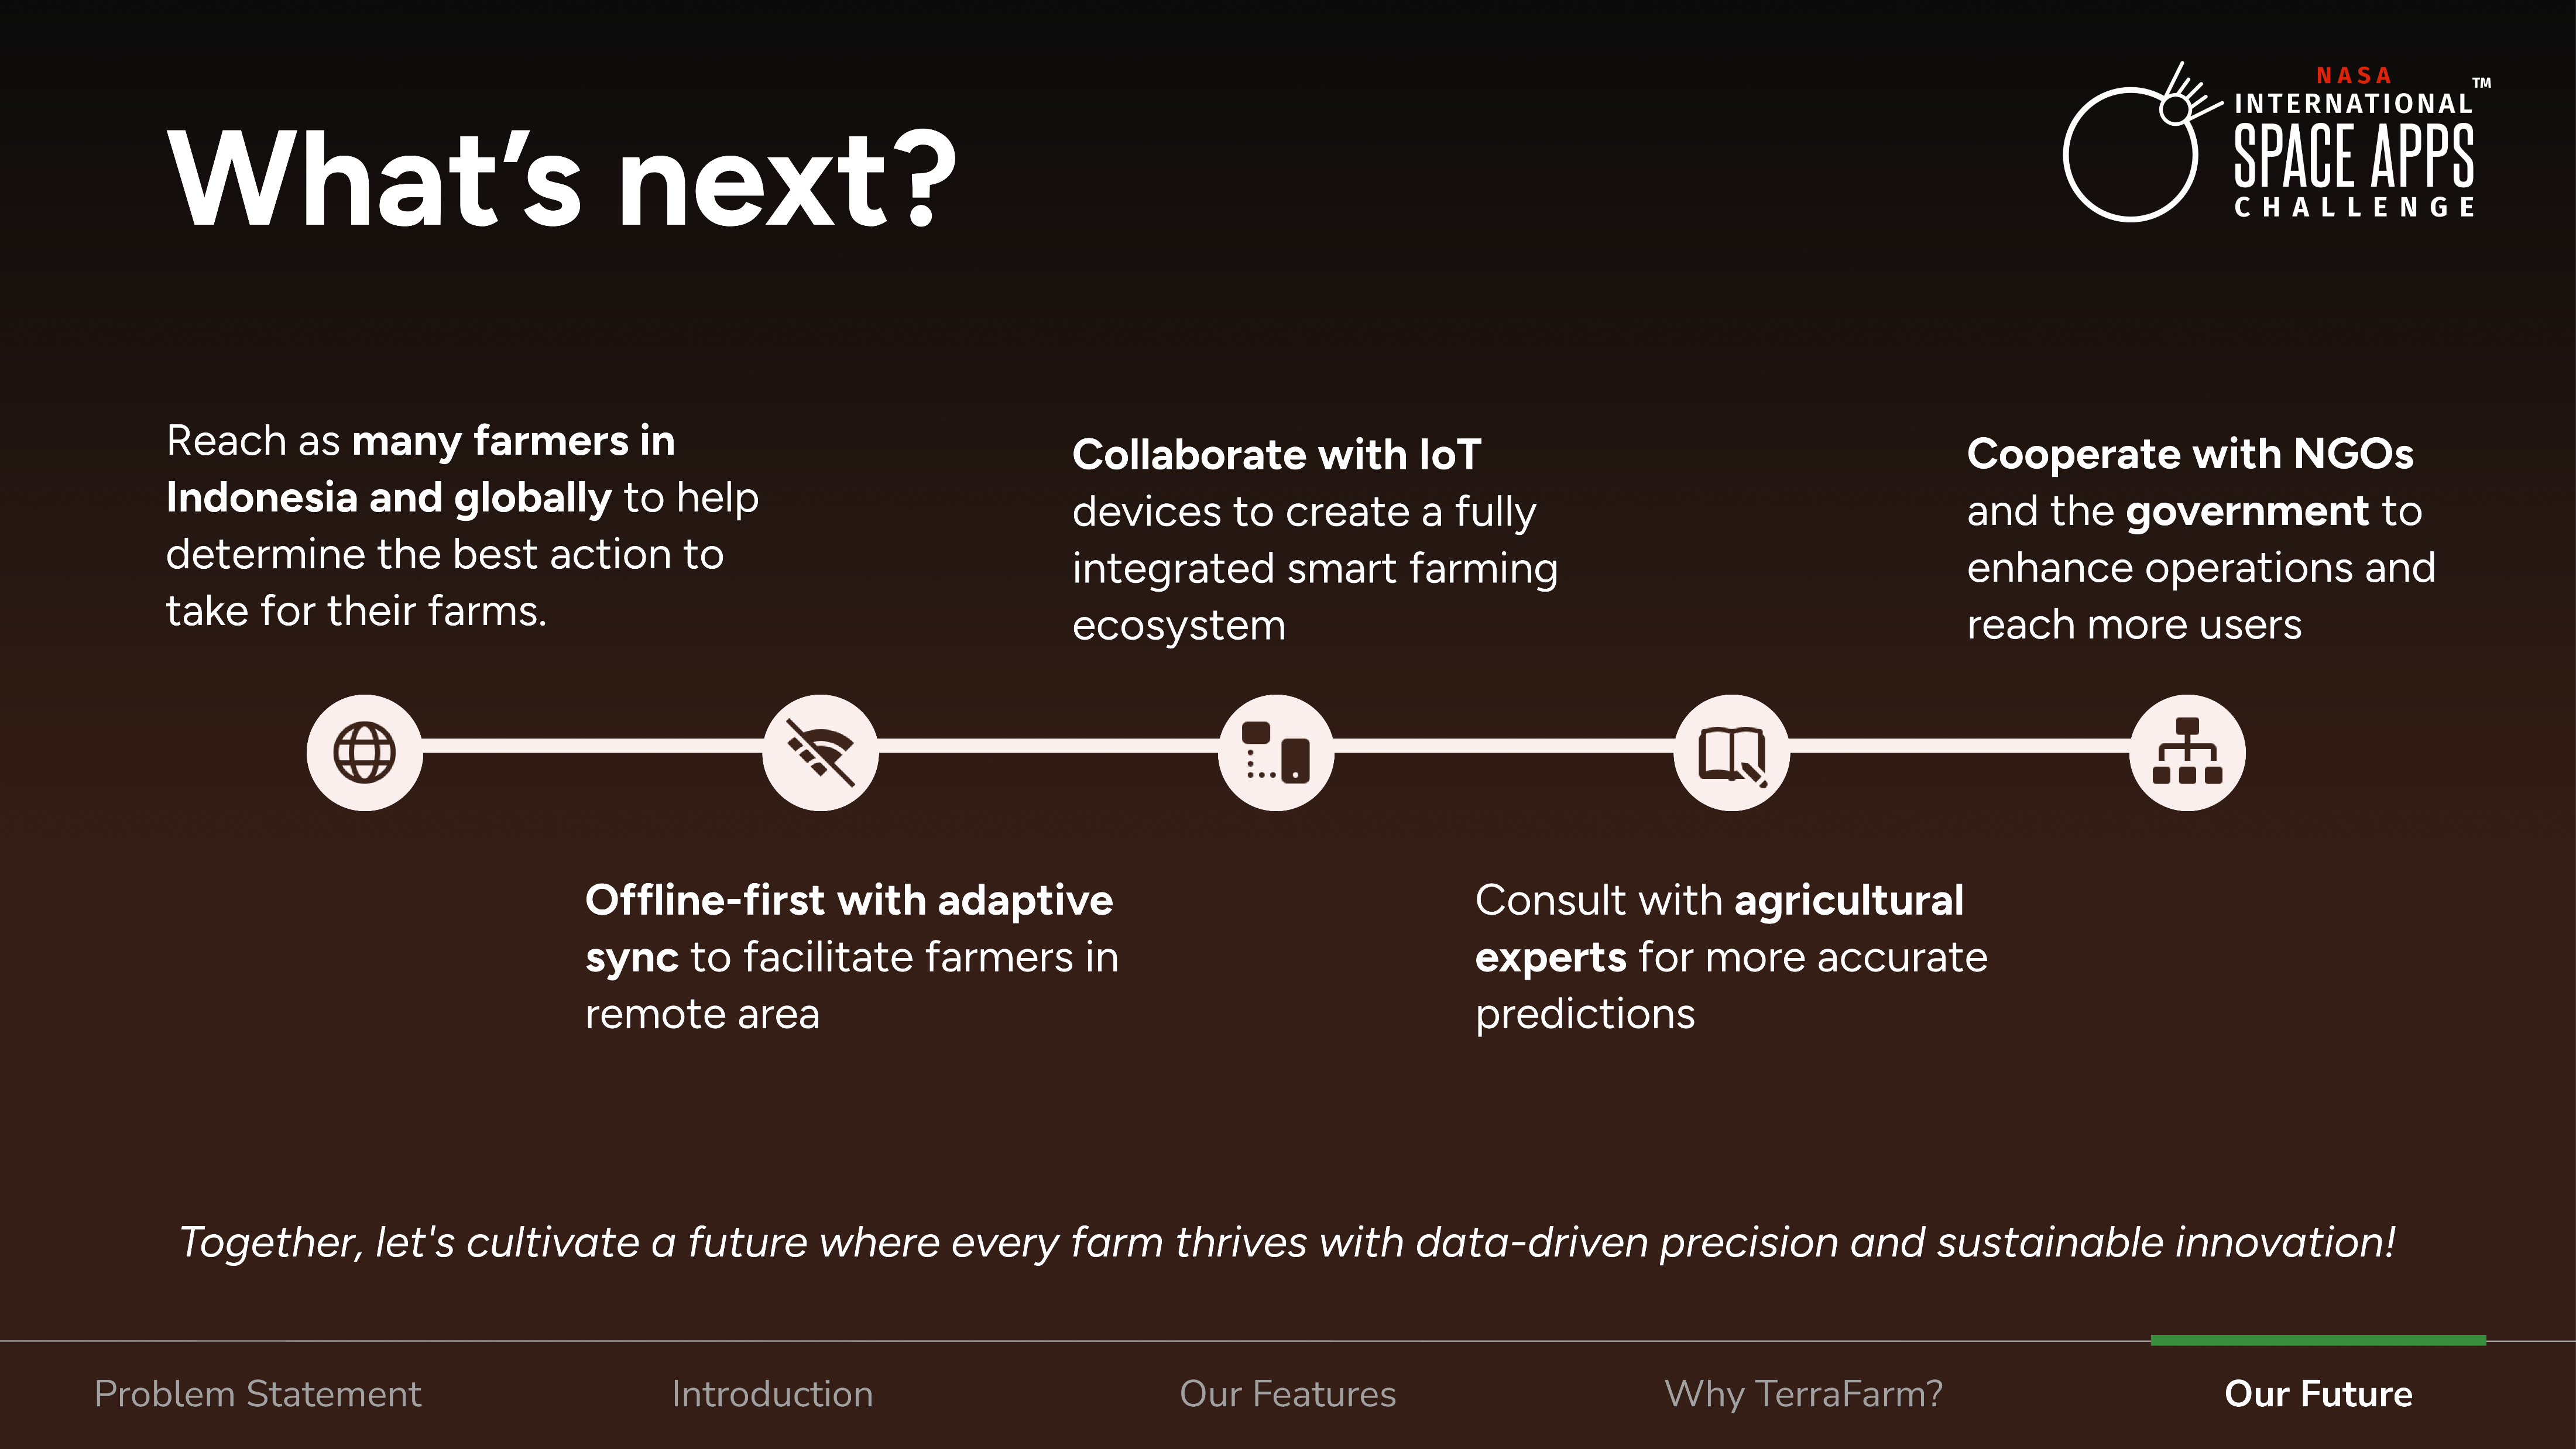 What's next?
NASA
INTERNATIONAL™
SPACE APPS
CHALLENGE
Reach as many farmers in
Indonesia and globally to help
determine the best action to
take for their farms.
Collaborate with IoT
devices to create a fully
integrated smart farming
ecosystem
Cooperate with NGOs
and the government to
enhance operations and
reach more users
Offline-first with adaptive
sync to facilitate farmers in
remote area
Consult with agricultural
experts for more accurate
predictions
Together, let's cultivate a future where every farm thrives with data-driven precision and sustainable innovation!
Problem Statement
Introduction
Our Features
Why TerraFarm?
Our Future